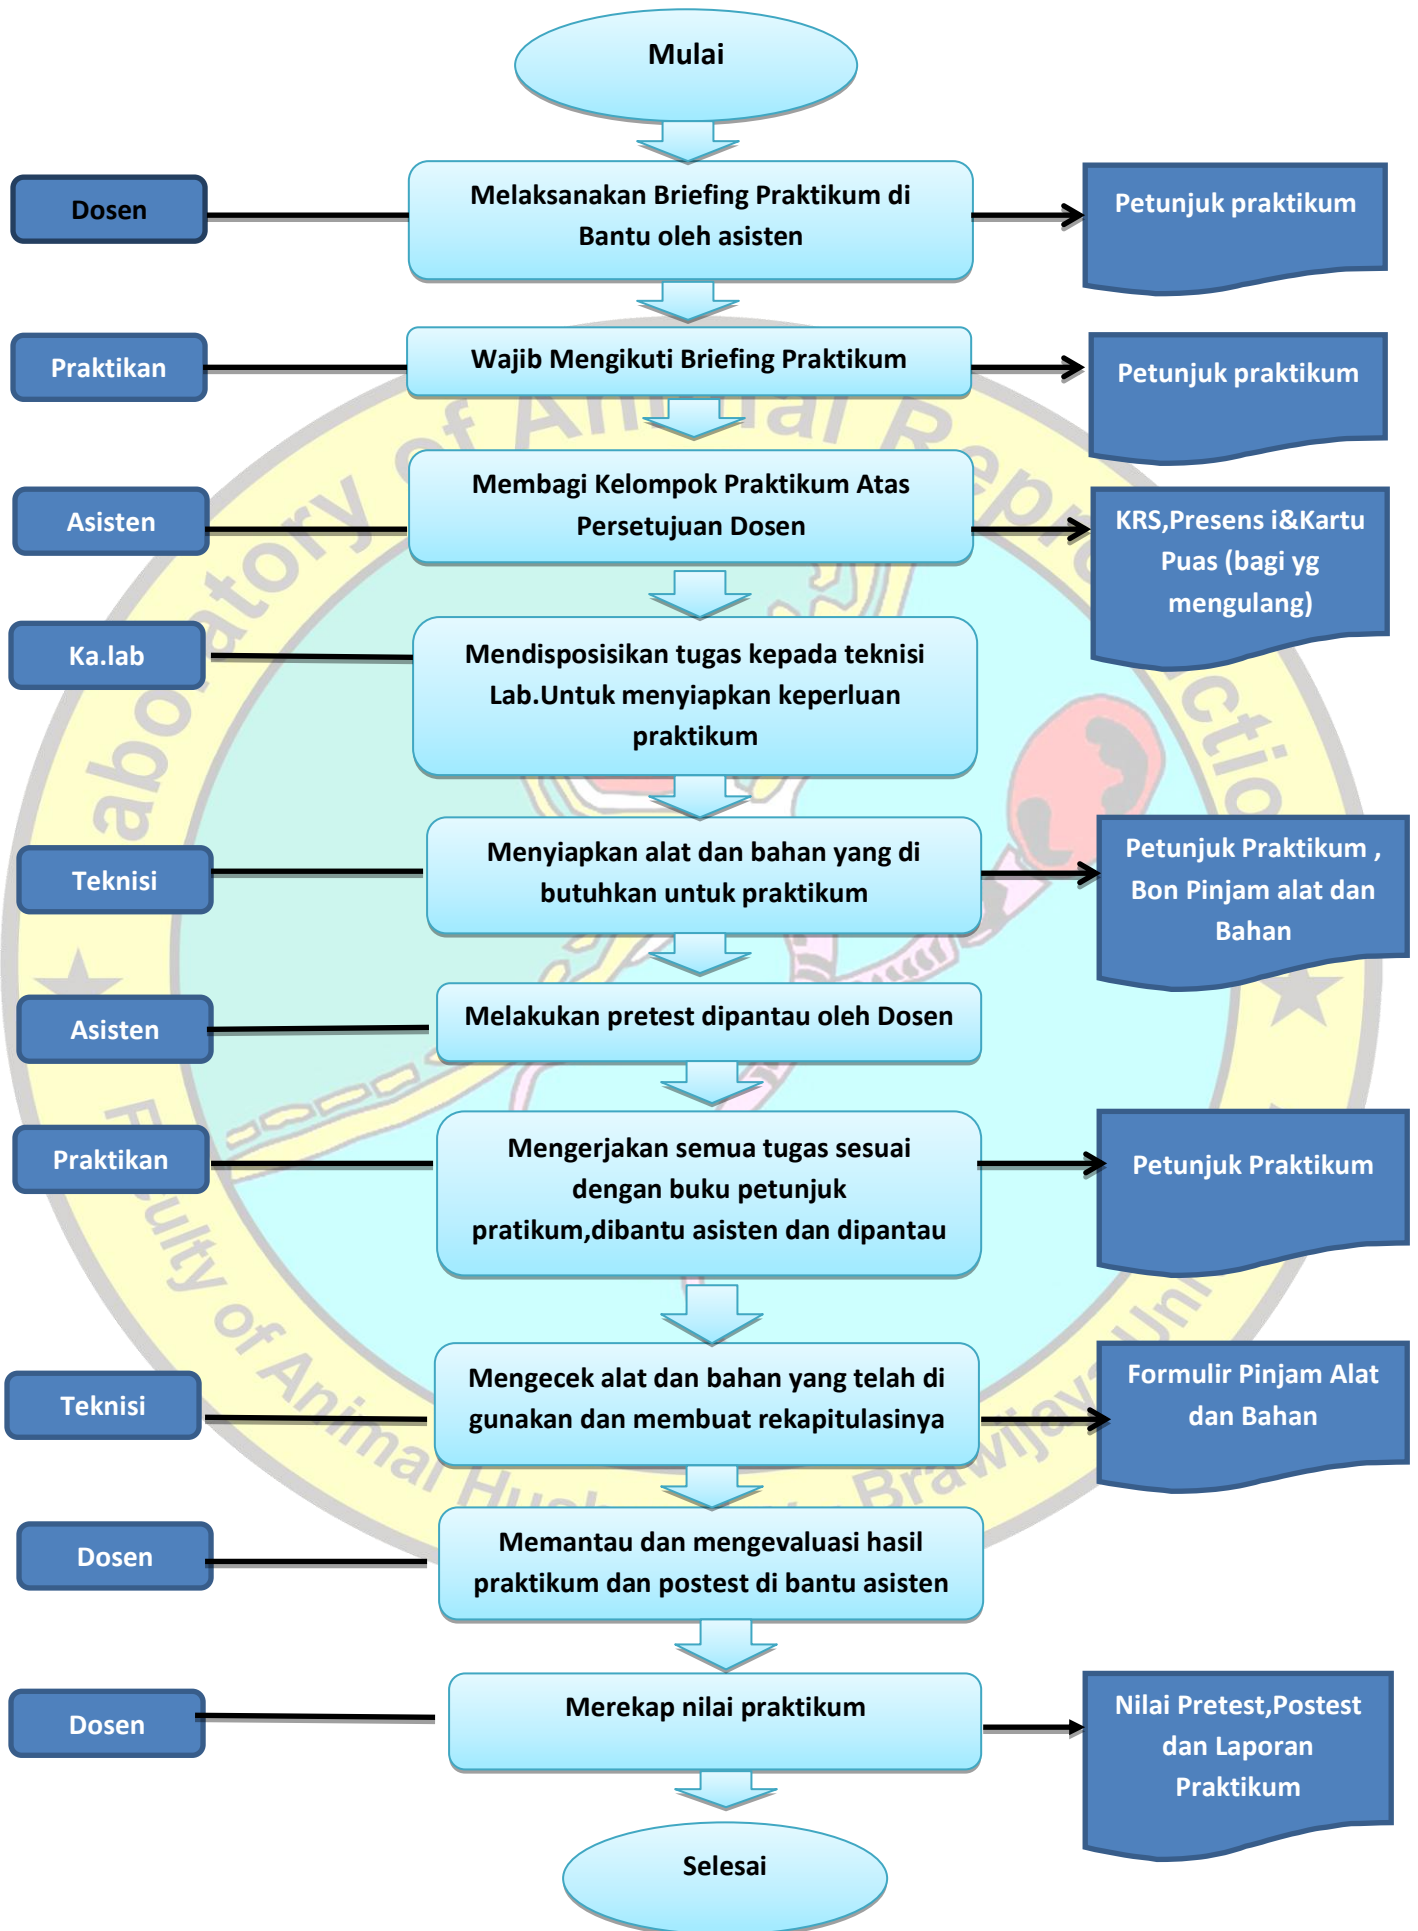 Mulai
Dosen
Melaksanakan Briefing Praktikum di
Bantu oleh asisten
Petunjuk praktikum
Praktikan
Wajib Mengikuti Briefing Praktikum
Petunjuk praktikum
Asisten
Membagi Kelompok Praktikum Atas
Persetujuan Dosen
KRS,Presens i&Kartu
Puas (bagi yg
mengulang)
Ka.lab
Mendisposisikan tugas kepada teknisi
Lab.Untuk menyiapkan keperluan
praktikum
Teknisi
Menyiapkan alat dan bahan yang di
butuhkan untuk praktikum
Petunjuk Praktikum ,
Bon Pinjam alat dan
Bahan
Asisten
Melakukan pretest dipantau oleh Dosen
Praktikan
Mengerjakan semua tugas sesuai
dengan buku petunjuk
pratikum,dibantu asisten dan dipantau
Petunjuk Praktikum
Teknisi
Mengecek alat dan bahan yang telah di
gunakan dan membuat rekapitulasinya
Formulir Pinjam Alat
dan Bahan
Dosen
Memantau dan mengevaluasi hasil
praktikum dan postest di bantu asisten
Dosen
Merekap nilai praktikum
Nilai Pretest,Postest
dan Laporan
Praktikum
Selesai
of Animal
of Animal
Brawijaya